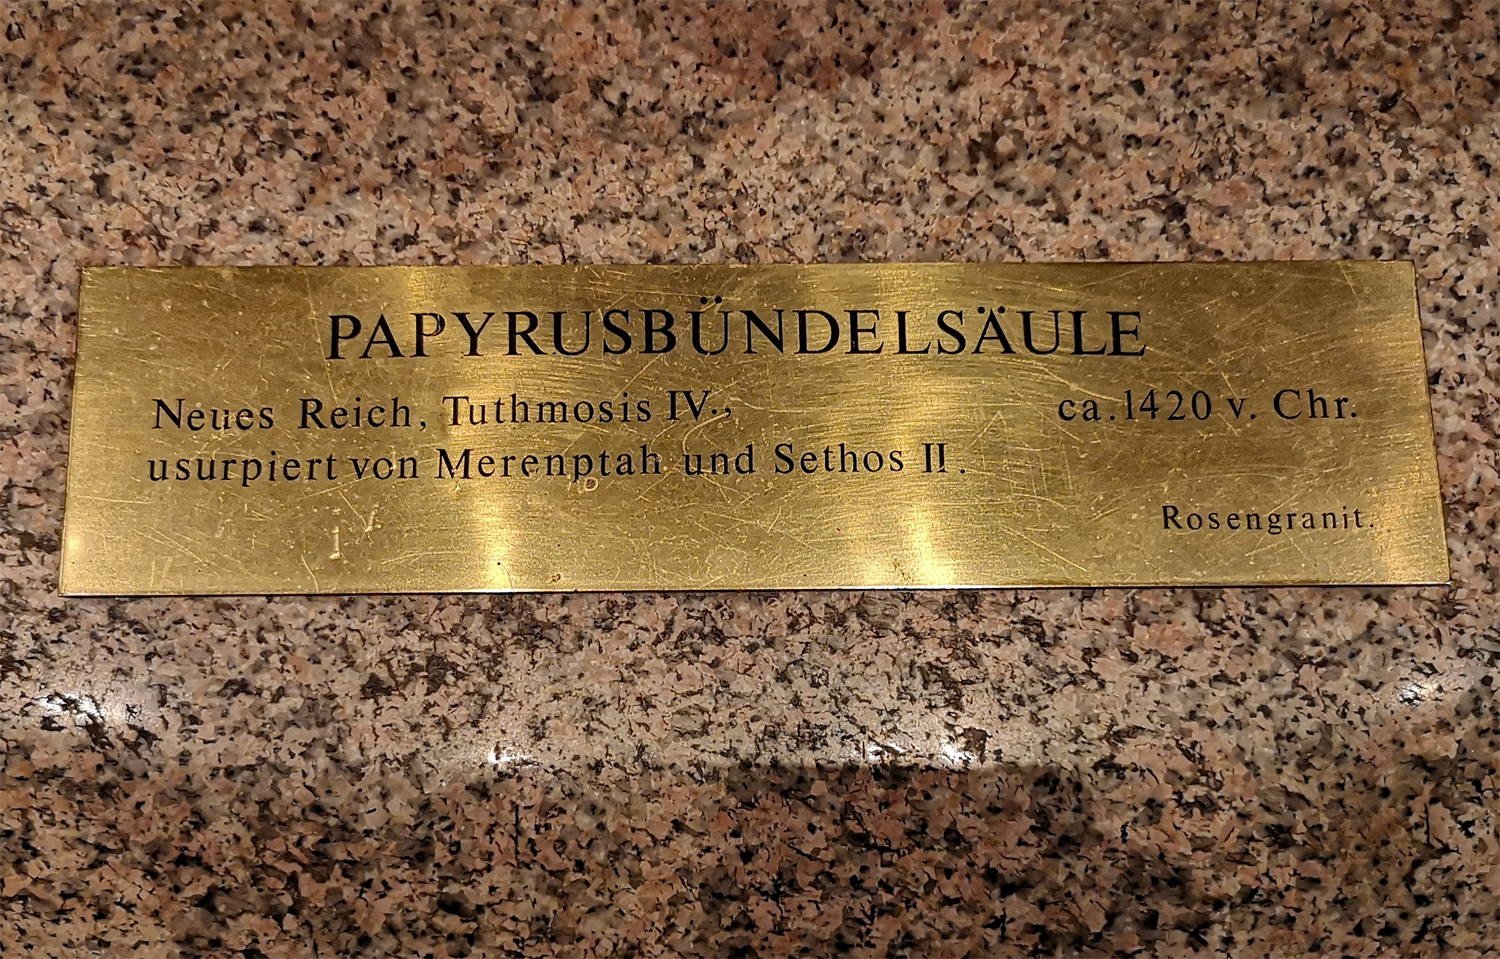 PAPYRUSBÜNDELSÄULE
Neues Reich, Tuthmosis IV., ca. 1420 v. Chr.
usurpiert von Merenptah und Sethos II.
Rosengranit.